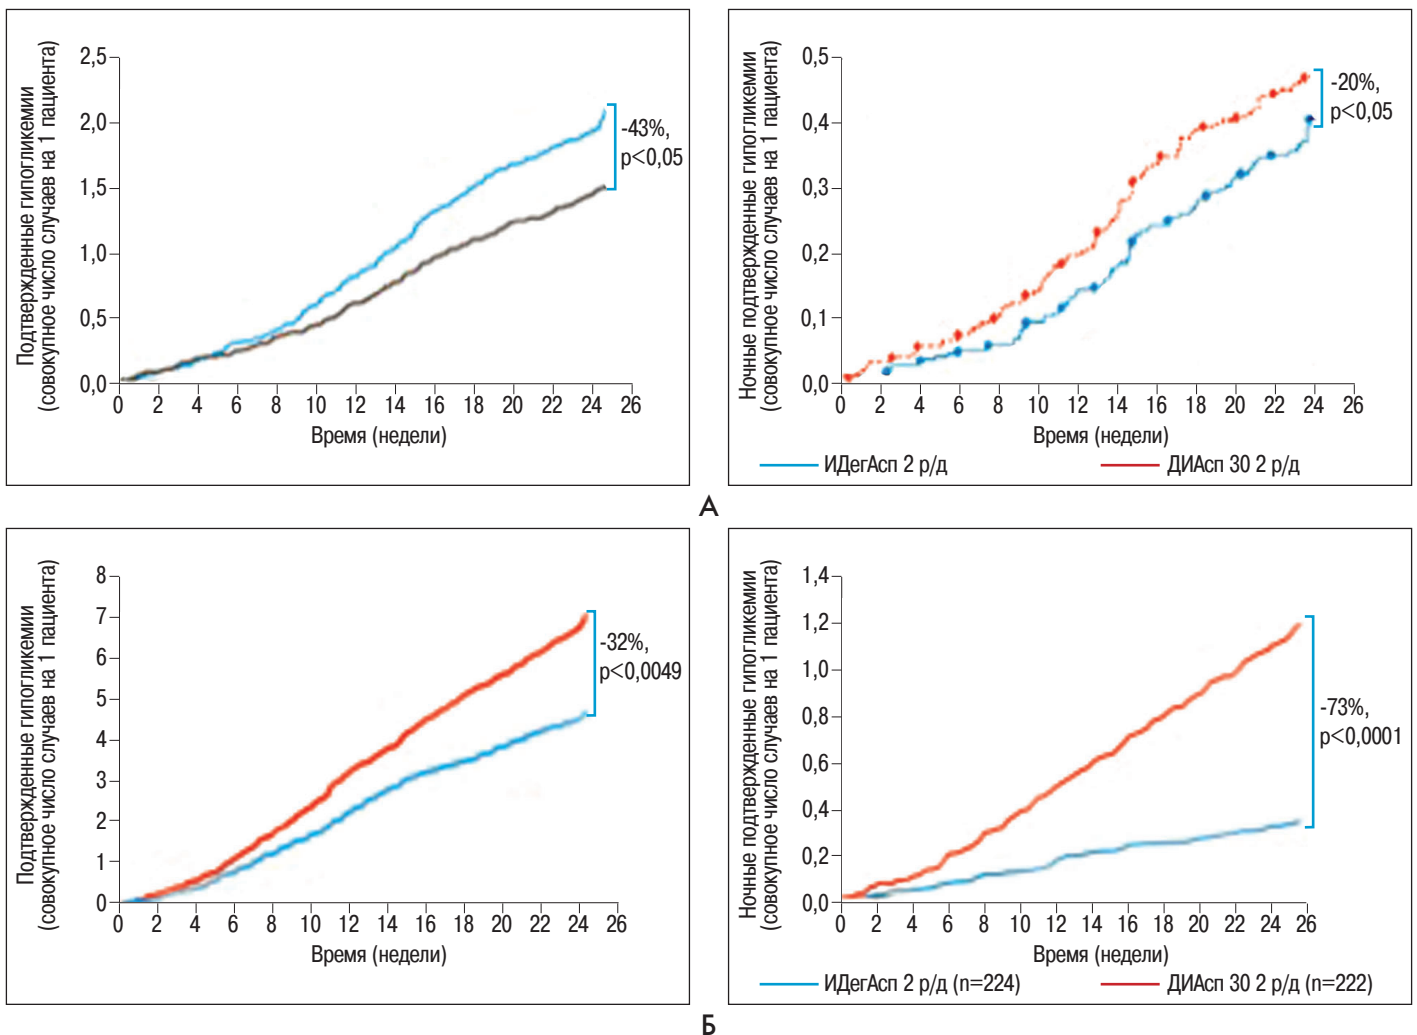 Подтвержденные гипогликемии
(совокупное число случаев на 1 пациента)
2,5
2,0
1,5
1,0
0,5
0,0
0 2 4 6 8 10 12 14 16 18 20 22 24 26
Время (недели)
-43%,
p<0,05
Ночные подтвержденные гипогликемии
(совокупное число случаев на 1 пациента)
0,5
0,4
0,3
0,2
0,1
0,0
0 2 4 6 8 10 12 14 16 18 20 22 24 26
Время (недели)
-20%,
p<0,05
ИДегАсп 2 р/д ДИАсп 30 2 р/д
А
Подтвержденные гипогликемии
(совокупное число случаев на 1 пациента)
8
7
6
5
4
3
2
1
0
0 2 4 6 8 10 12 14 16 18 20 22 24 26
Время (недели)
-32%,
p<0,0049
Ночные подтвержденные гипогликемии
(совокупное число случаев на 1 пациента)
1,4
1,2
1,0
0,8
0,6
0,4
0,2
0,0
0 2 4 6 8 10 12 14 16 18 20 22 24 26
Время (недели)
-73%,
p<0,0001
ИДегАсп 2 р/д (n=224) ДИАсп 30 2 р/д (n=222)
Б